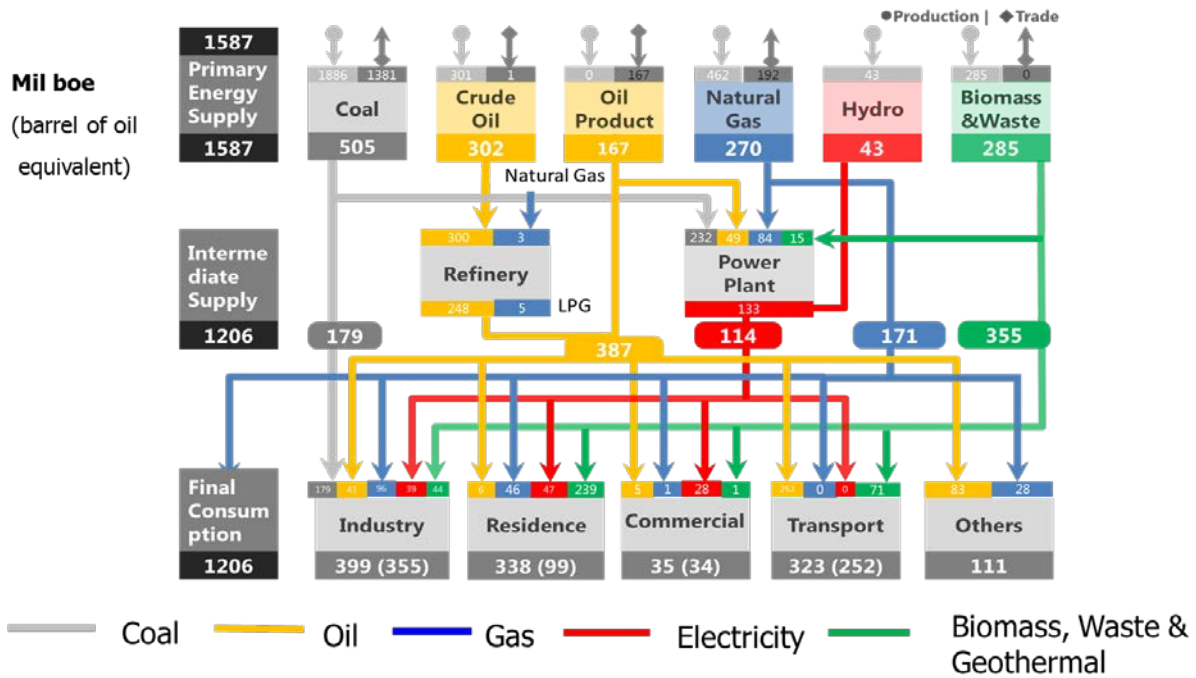 ●Production | ◆Trade
1587
Primary
Energy
Supply
1587
Mil boe
(barrel of oil
equivalent)
1886 1381
Coal
505
301 1
Crude
Oil
302
0 167
Oil
Product
167
462 192
Natural
Gas
270
43
Hydro
43
285 0
Biomass
&Waste
285
Natural Gas
Interme
diate
Supply
1206
300 3
Refinery
248 5
LPG
232 49 84 15
Power
Plant
133
179
387
114
171
355
Final
Consum
ption
1206
179 41 96 39 44
Industry
399 (355)
6 46 47 239
Residence
338 (99)
5 1 28 1
Commercial
35 (34)
252 0 0 71
Transport
323 (252)
83 28
Others
111
Coal
Oil
Gas
Electricity
Biomass, Waste &
Geothermal